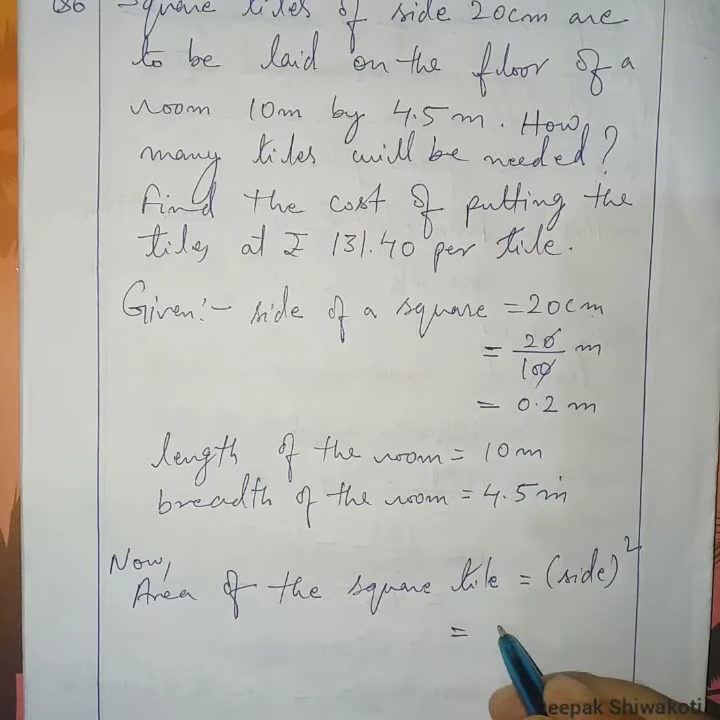 Q6 Square tiles of side 20cm are
to be laid on the floor of a
room 10m by 4.5m. How
many tiles will be needed?
find the cost of putting the
tiles at ₹ 131.40 per tile.
Given:- side of a square = 20cm
= 20/100 m
= 0.2 m
length of the room = 10m
breadth of the room = 4.5m
Now,
Area of the square tile = (side)²
=
Deepak Shiwakoti